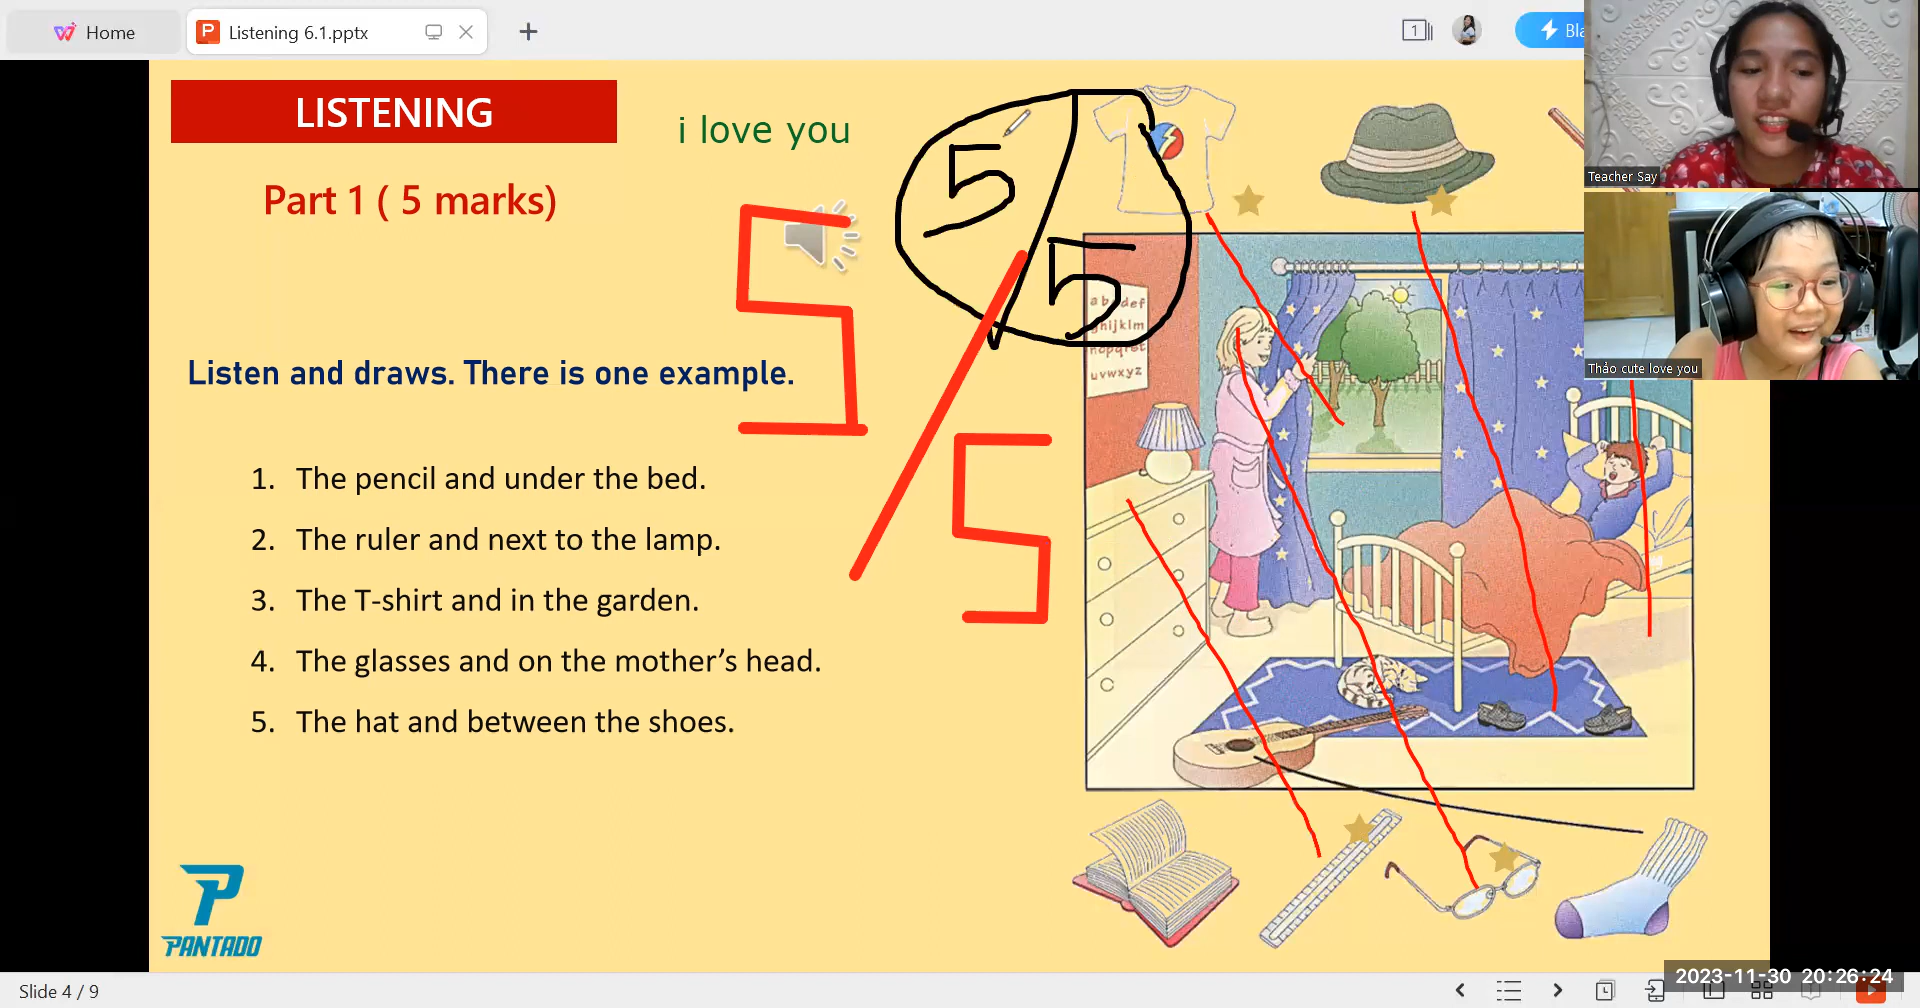 Home
Listening 6.1.pptx
1
Bla
LISTENING
i love you
Part 1 ( 5 marks)
5
5
5
5
Listen and draws. There is one example.
1. The pencil and under the bed.
2. The ruler and next to the lamp.
3. The T-shirt and in the garden.
4. The glasses and on the mother’s head.
5. The hat and between the shoes.
uvwxyz
Teacher Say
Thảo cute love you
PANTADO
Slide 4 / 9
2023-11-30 20:26:24